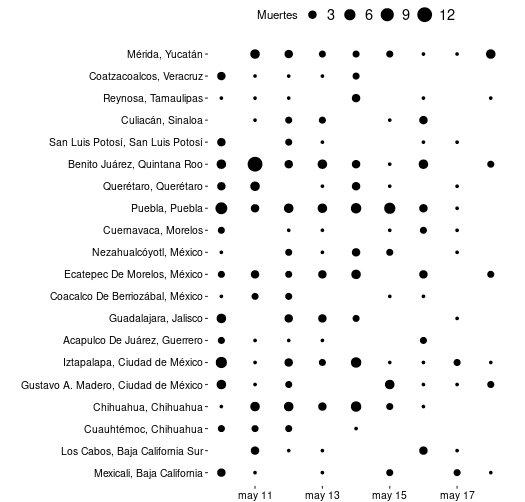 Muertes 3 6 9 12
Mérida, Yucatán
Coatzacoalcos, Veracruz
Reynosa, Tamaulipas
Culiacán, Sinaloa
San Luis Potosí, San Luis Potosí
Benito Juárez, Quintana Roo
Querétaro, Querétaro
Puebla, Puebla
Cuernavaca, Morelos
Nezahualcóyotl, México
Ecatepec De Morelos, México
Coacalco De Berriozábal, México
Guadalajara, Jalisco
Acapulco De Juárez, Guerrero
Iztapalapa, Ciudad de México
Gustavo A. Madero, Ciudad de México
Chihuahua, Chihuahua
Cuauhtémoc, Chihuahua
Los Cabos, Baja California Sur
Mexicali, Baja California
may 11 may 13 may 15 may 17